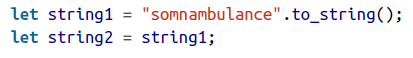 let string1 = "somnambulance".to_string();
let string2 = string1;